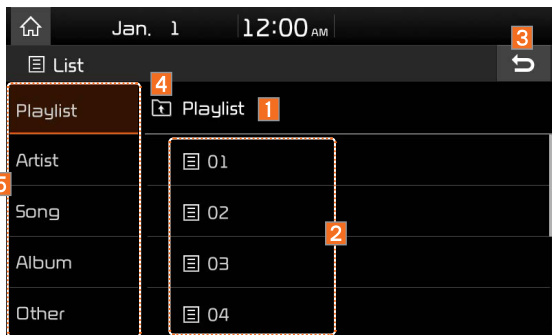 Jan. 1 12:00 AM
3
List
4
Playlist
Playlist 1
Artist
01
5
Song
02
2
Album
03
Other
04